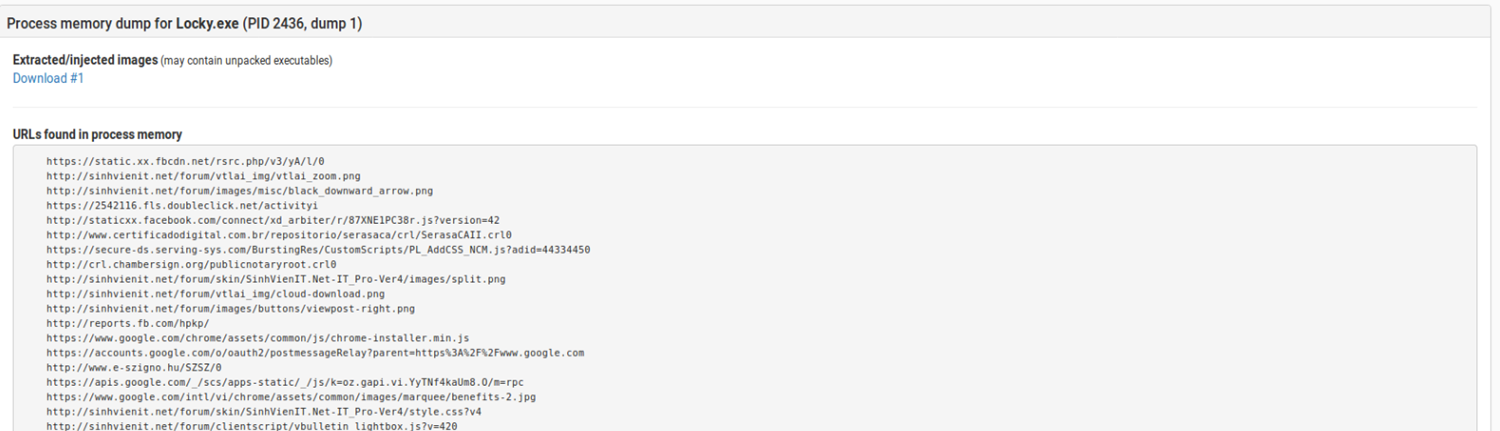 Process memory dump for Locky.exe (PID 2436, dump 1)
Extracted/injected images (may contain unpacked executables)
Download #1
URLs found in process memory
https://static.xx.fbcdn.net/rsrc.php/v3/yA/l/0
http://sinhvienit.net/forum/vtlai_img/vtlai_zoom.png
http://sinhvienit.net/forum/images/misc/black_downward_arrow.png
https://2542116.fls.doubleclick.net/activityi
http://staticxx.facebook.com/connect/xd_arbiter/r/87XNE1PC38r.js?version=42
http://www.certificadodigital.com.br/repositorio/serasaca/crl/SerasaCAII.crl0
https://secure-ds.serving-sys.com/BurstingRes/CustomScripts/PL_AddCSS_NCM.js?adid=44334450
http://crl.chambersign.org/publicnotaryroot.crl0
http://sinhvienit.net/forum/skin/SinhVienIT.Net-IT_Pro-Ver4/images/split.png
http://sinhvienit.net/forum/vtlai_img/cloud-download.png
http://sinhvienit.net/forum/images/buttons/viewpost-right.png
http://reports.fb.com/hpkp/
https://www.google.com/chrome/assets/common/js/chrome-installer.min.js
https://accounts.google.com/o/oauth2/postmessageRelay?parent=https%3A%2F%2Fwww.google.com
http://www.e-szigno.hu/SZSZ/0
https://apis.google.com/_/scs/apps-static/_/js/k=oz.gapi.vi.YyTNf4kaUm8.O/m=rpc
https://www.google.com/intl/vi/chrome/assets/common/images/marquee/benefits-2.jpg
http://sinhvienit.net/forum/skin/SinhVienIT.Net-IT_Pro-Ver4/style.css?v4
http://sinhvienit.net/forum/clientscript/vbulletin_lightbox.js?v=420